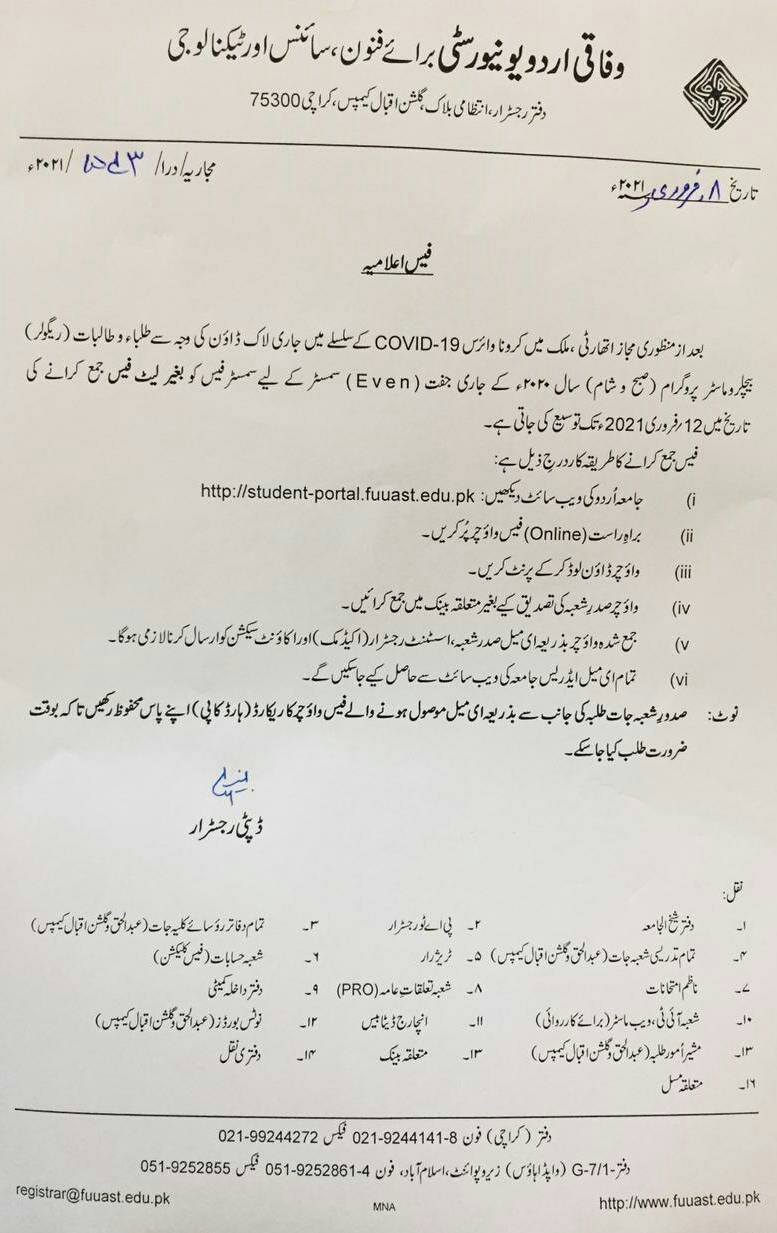 وفاقی اردو یونیورسٹی برائے فنون، سائنس اور ٹیکنالوجی
دفتر رجسٹرار، انتظامی بلاک، گلشن اقبال کیمپس، کراچی 75300
مجاریہ/درا/ /۲۰۲۱ء
تاریخ ۸ فروری ۲۰۲۱ء
فیس اعلامیہ
بعد از منظوری مجاز اتھارٹی، ملک میں کرونا وائرس COVID-19 کے سلسلے میں جاری لاک ڈاؤن کی وجہ سے طلباء و طالبات (ریگولر)
بیچلر و ماسٹر پروگرام (صبح و شام) سال ۲۰۲۰ء کے جاری جفت (Even) سمسٹر کے لیے سمسٹر فیس کو بغیر لیٹ فیس جمع کرانے کی
تاریخ میں 12؍فروری 2021ء تک توسیع کی جاتی ہے۔
فیس جمع کرانے کا طریقہ کار درج ذیل ہے:
i) جامعہ اُردو کی ویب سائٹ دیکھیں: http://student-portal.fuuast.edu.pk
ii) براہِ راست (Online) فیس واؤچر پُر کریں۔
iii) واؤچر ڈاؤن لوڈ کر کے پرنٹ کریں۔
iv) واؤچر صدرِ شعبہ کی تصدیق کیے بغیر متعلقہ بینک میں جمع کرائیں۔
v) جمع شدہ واؤچر بذریعہ ای میل صدر شعبہ، اسسٹنٹ رجسٹرار (اکیڈمک) اور اکاؤنٹ سیکشن کو ارسال کرنا لازمی ہوگا۔
vi) تمام ای میل ایڈریس جامعہ کی ویب سائٹ سے حاصل کیے جاسکیں گے۔
نوٹ: صدورِ شعبہ جات طلبہ کی جانب سے بذریعہ ای میل موصول ہونے والے فیس واؤچر کا ریکارڈ (ہارڈ کاپی) اپنے پاس محفوظ رکھیں تاکہ بوقت
ضرورت طلب کیا جاسکے۔
ڈپٹی رجسٹرار
نقل:
۱۔ دفتر شیخ الجامعہ ۲۔ پی اے ٹو رجسٹرار ۳۔ تمام دفاتر رؤسائے کلیہ جات (عبدالحق و گلشن اقبال کیمپس)
۴۔ تمام تدریسی شعبہ جات (عبدالحق و گلشن اقبال کیمپس) ۵۔ ٹریژرار ۶۔ شعبہ حسابات (فیس کلیکشن)
۷۔ ناظم امتحانات ۸۔ شعبہ تعلقاتِ عامہ (PRO) ۹۔ دفتر داخلہ کمیٹی
۱۰۔ شعبہ آئی ٹی، ویب ماسٹر (برائے کارروائی) ۱۱۔ انچارج ڈیٹا بیس ۱۲۔ نوٹس بورڈز (عبدالحق و گلشن اقبال کیمپس)
۱۳۔ مشیر اُمور طلبہ (عبدالحق و گلشن اقبال کیمپس) ۱۳۔ متعلقہ بینک ۱۴۔ دفتری نقل
۱۶۔ متعلقہ مسل
دفتر (کراچی) فون 8-9244141-021 فیکس 99244272-021
دفتر-G-7/1 (واپڈا ہاؤس) زیرو پوائنٹ، اسلام آباد، فون 4-9252861-051 فیکس 9252855-051
registrar@fuuast.edu.pk MNA http://www.fuuast.edu.pk